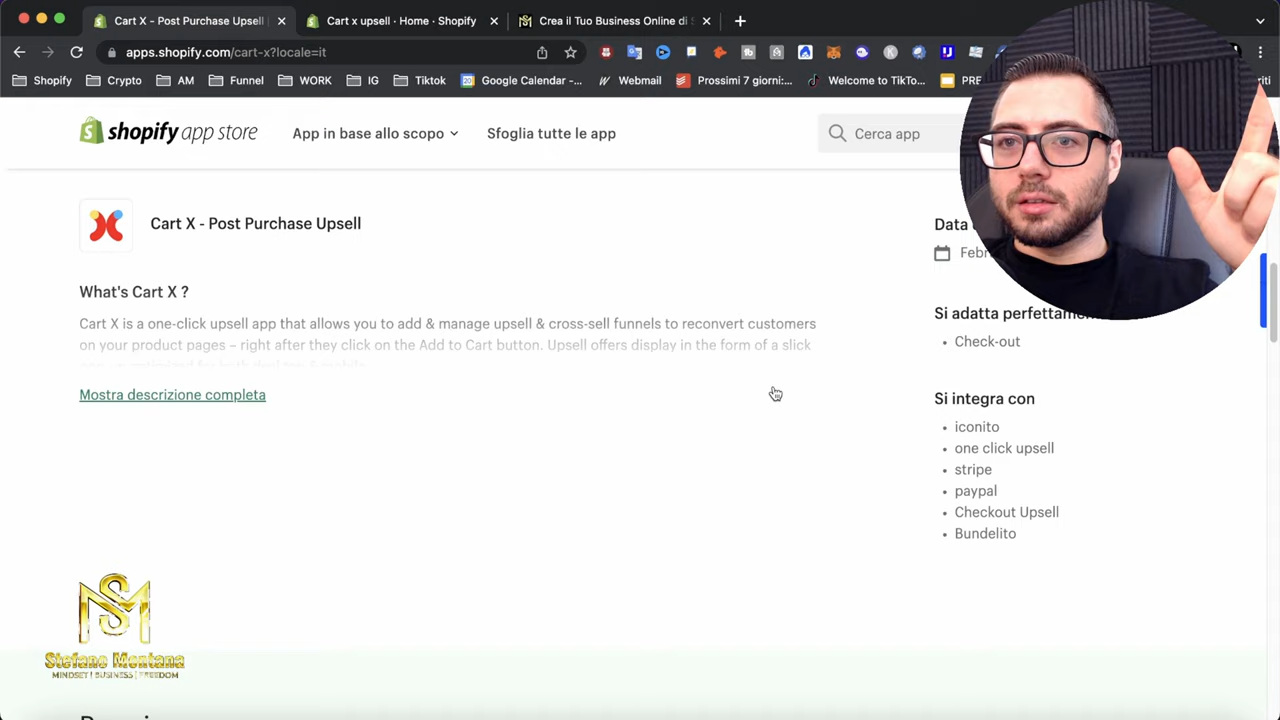 Cart X - Post Purchase Upsell
Cart x upsell · Home · Shopify
Crea il Tuo Business Online di S
apps.shopify.com/cart-x?locale=it
Shopify
Crypto
AM
Funnel
WORK
IG
Tiktok
Google Calendar -...
Webmail
Prossimi 7 giorni:...
Welcome to TikTo...
PRE
shopify app store
App in base allo scopo
Sfoglia tutte le app
Cerca app
Cart X - Post Purchase Upsell
What's Cart X ?
Cart X is a one-click upsell app that allows you to add & manage upsell & cross-sell funnels to reconvert customers
on your product pages – right after they click on the Add to Cart button. Upsell offers display in the form of a slick
Mostra descrizione completa
Data
Febr
Si adatta perfettam
Check-out
Si integra con
iconito
one click upsell
stripe
paypal
Checkout Upsell
Bundelito
SM
Stefano Montana
MINDSET | BUSINESS | FREEDOM